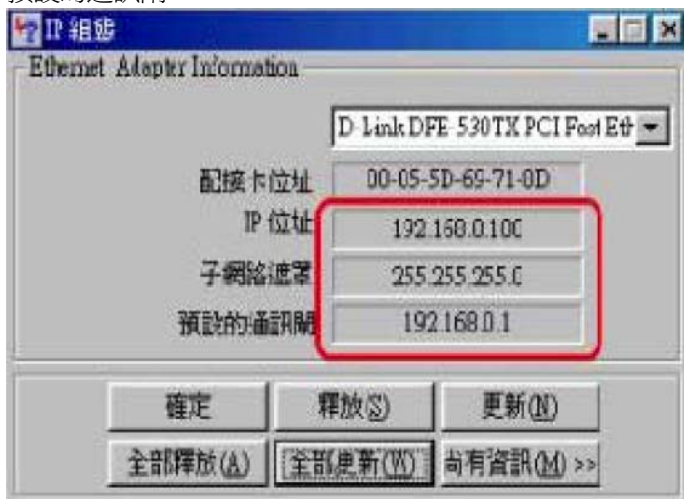 IP 組態
Ethernet Adapter Information
D-Link DFE-530TX PCI Fast Eth
配接卡位址 00-05-5D-69-71-0D
IP 位址 192.168.0.100
子網路遮罩 255.255.255.0
預設的通訊閘 192.168.0.1
確定 釋放(S) 更新(N)
全部釋放(A) 全部更新(W) 尚有資訊(M) >>